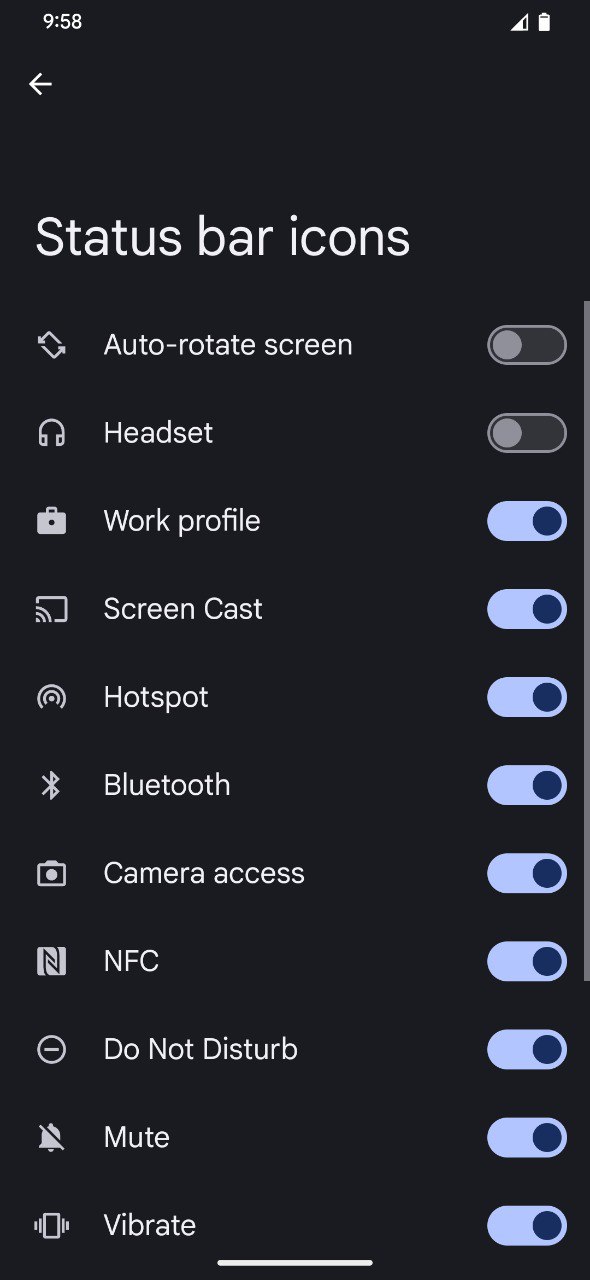 9:58
Status bar icons
Auto-rotate screen
Headset
Work profile
Screen Cast
Hotspot
Bluetooth
Camera access
NFC
Do Not Disturb
Mute
Vibrate